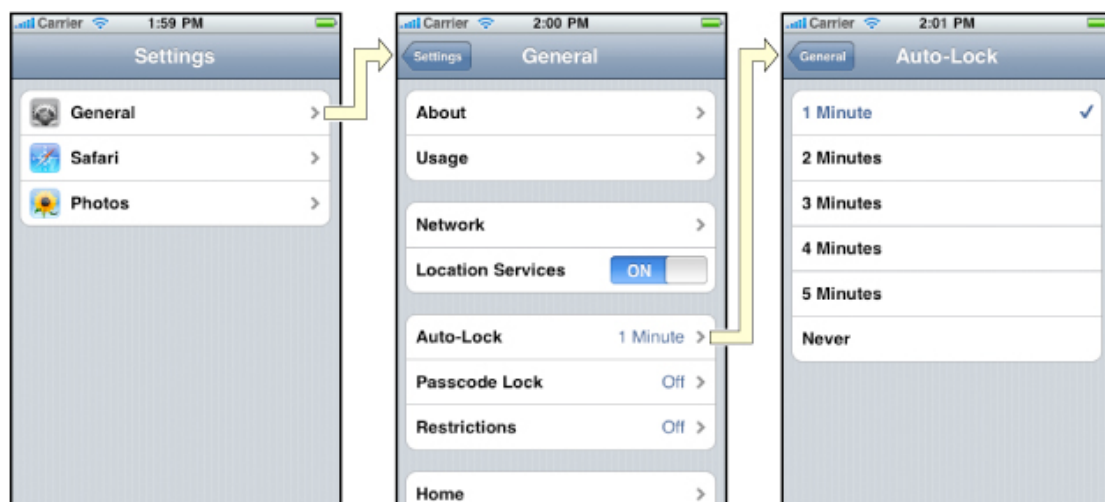 Carrier 1:59 PM
Settings
General
Safari
Photos
Carrier 2:00 PM
Settings General
About
Usage
Network
Location Services ON
Auto-Lock 1 Minute
Passcode Lock Off
Restrictions Off
Home
Carrier 2:01 PM
General Auto-Lock
1 Minute
2 Minutes
3 Minutes
4 Minutes
5 Minutes
Never